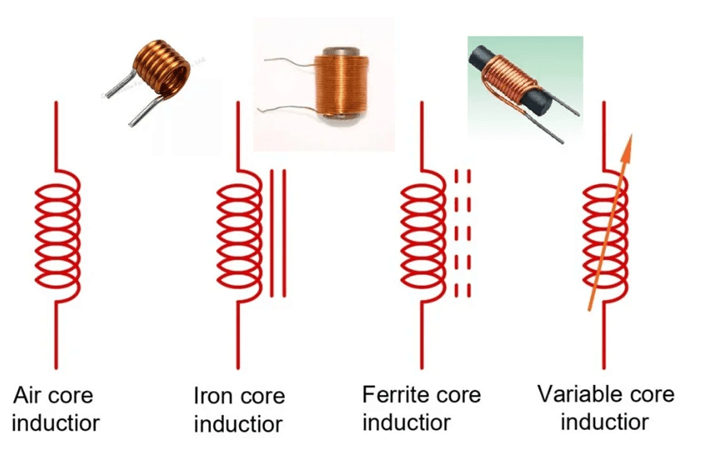 Air core
inductior
Iron core
inductior
Ferrite core
inductior
Variable core
inductior